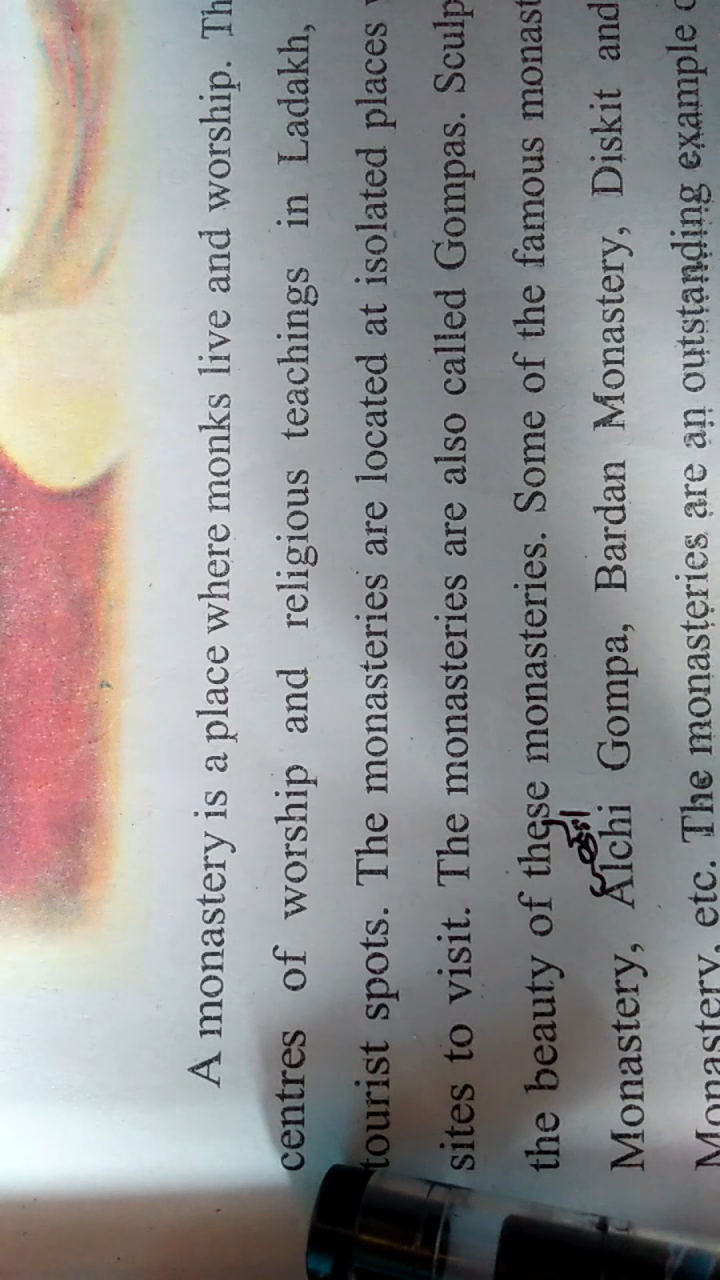 A monastery is a place where monks live and worship. Th
centres of worship and religious teachings in Ladakh,
tourist spots. The monasteries are located at isolated places
sites to visit. The monasteries are also called Gompas. Sculp
the beauty of these monasteries. Some of the famous monast
Monastery, Alchi Gompa, Bardan Monastery, Diskit and
Monastery, etc. The monasteries are an outstanding example